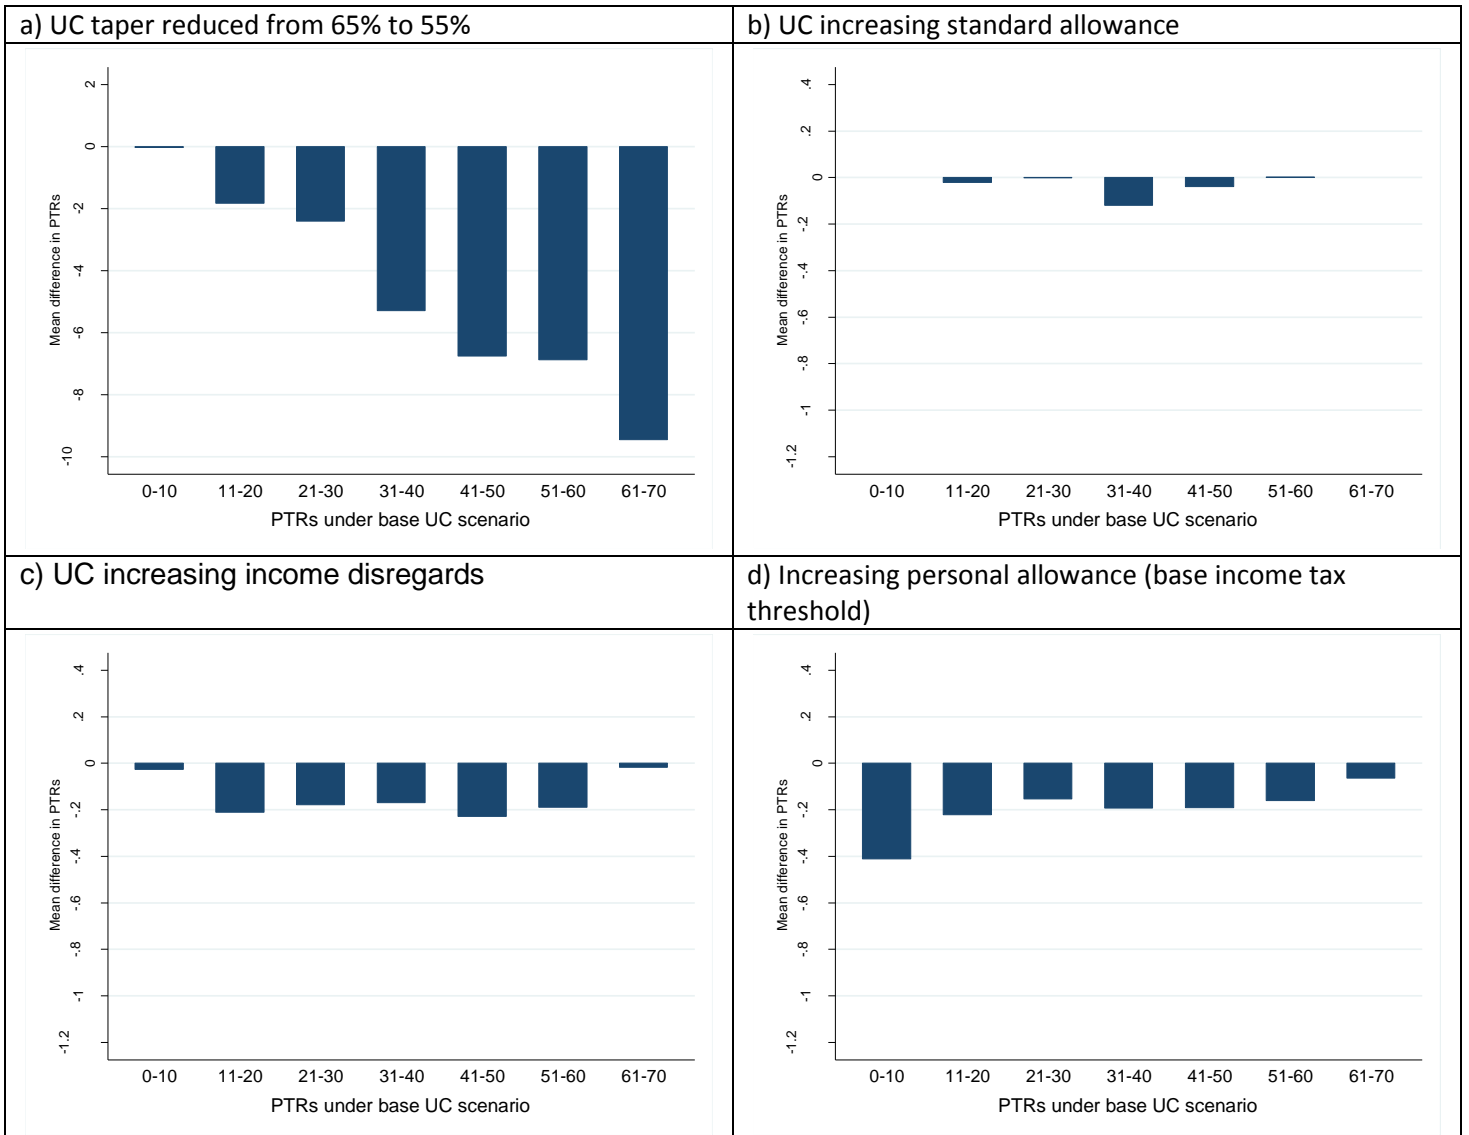 a) UC taper reduced from 65% to 55%
b) UC increasing standard allowance
2
0
-2
-4
-6
-8
-10
Mean difference in PTRs
0-10 11-20 21-30 31-40 41-50 51-60 61-70
PTRs under base UC scenario
.4
.2
0
-.2
-.4
-.6
-.8
-1
-1.2
Mean difference in PTRs
0-10 11-20 21-30 31-40 41-50 51-60 61-70
PTRs under base UC scenario
c) UC increasing income disregards
d) Increasing personal allowance (base income tax
threshold)
.4
.2
0
-.2
-.4
-.6
-.8
-1
-1.2
Mean difference in PTRs
0-10 11-20 21-30 31-40 41-50 51-60 61-70
PTRs under base UC scenario
.4
.2
0
-.2
-.4
-.6
-.8
-1
-1.2
Mean difference in PTRs
0-10 11-20 21-30 31-40 41-50 51-60 61-70
PTRs under base UC scenario